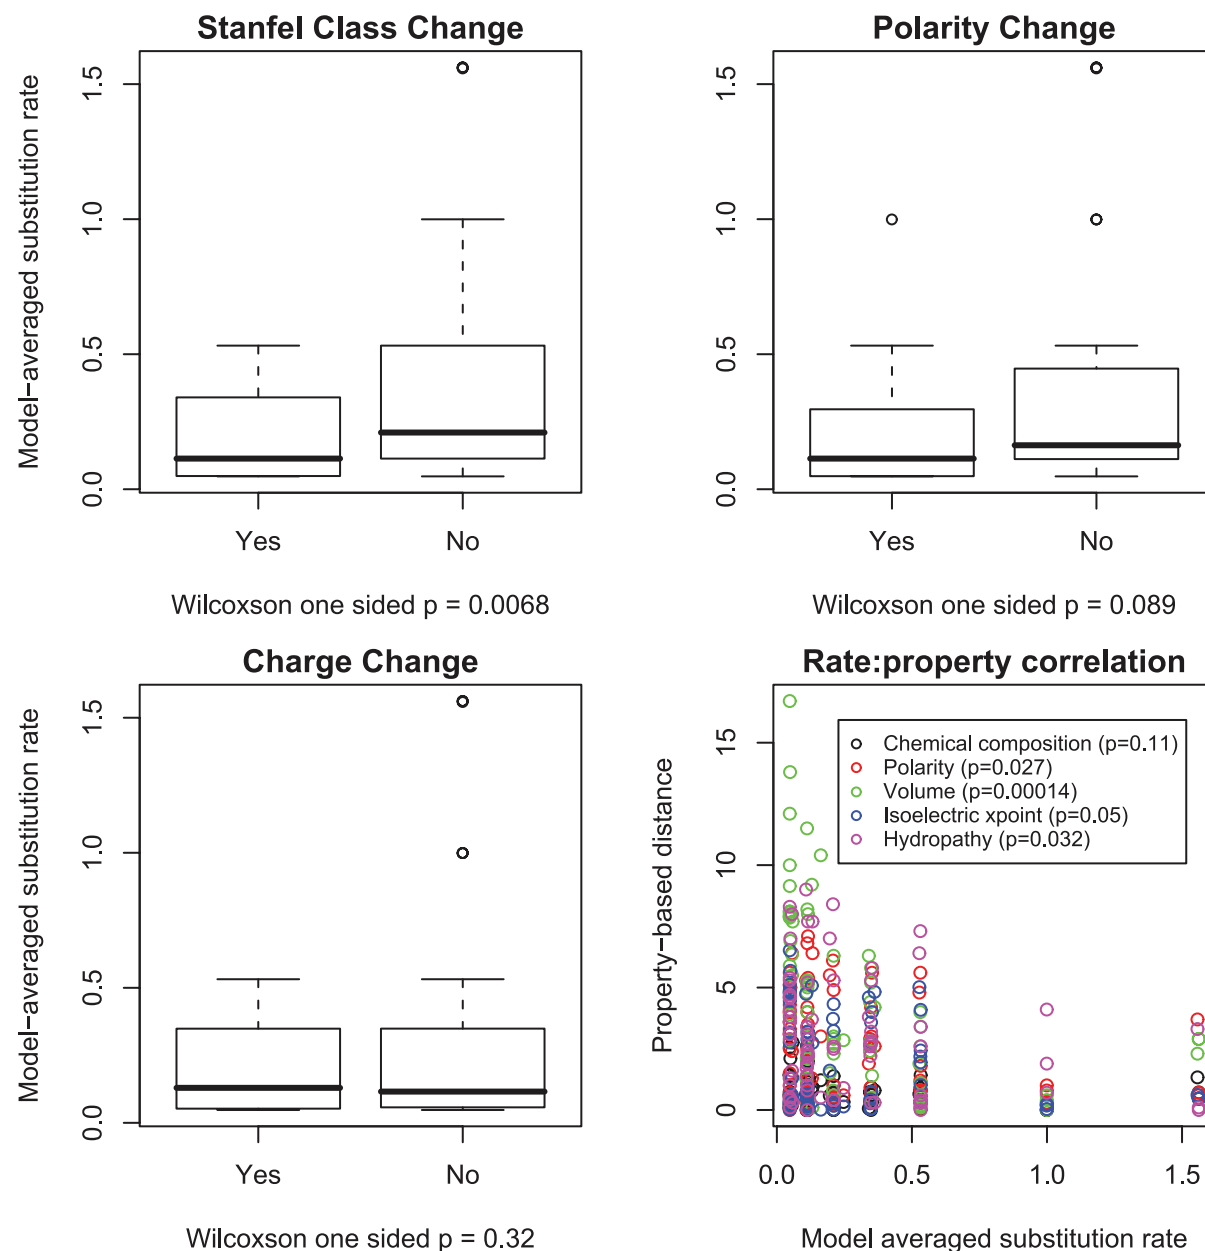 Stanfel Class Change
Model-averaged substitution rate
1.5
1.0
0.5
0.0
Yes No
Wilcoxson one sided p = 0.0068
Polarity Change
Model-averaged substitution rate
1.5
1.0
0.5
0.0
Yes No
Wilcoxson one sided p = 0.089
Charge Change
Model-averaged substitution rate
1.5
1.0
0.5
0.0
Yes No
Wilcoxson one sided p = 0.32
Rate:property correlation
Property-based distance
15
10
5
0
Chemical composition (p=0.11)
Polarity (p=0.027)
Volume (p=0.00014)
Isoelectric xpoint (p=0.05)
Hydropathy (p=0.032)
0.0 0.5 1.0 1.5
Model averaged substitution rate